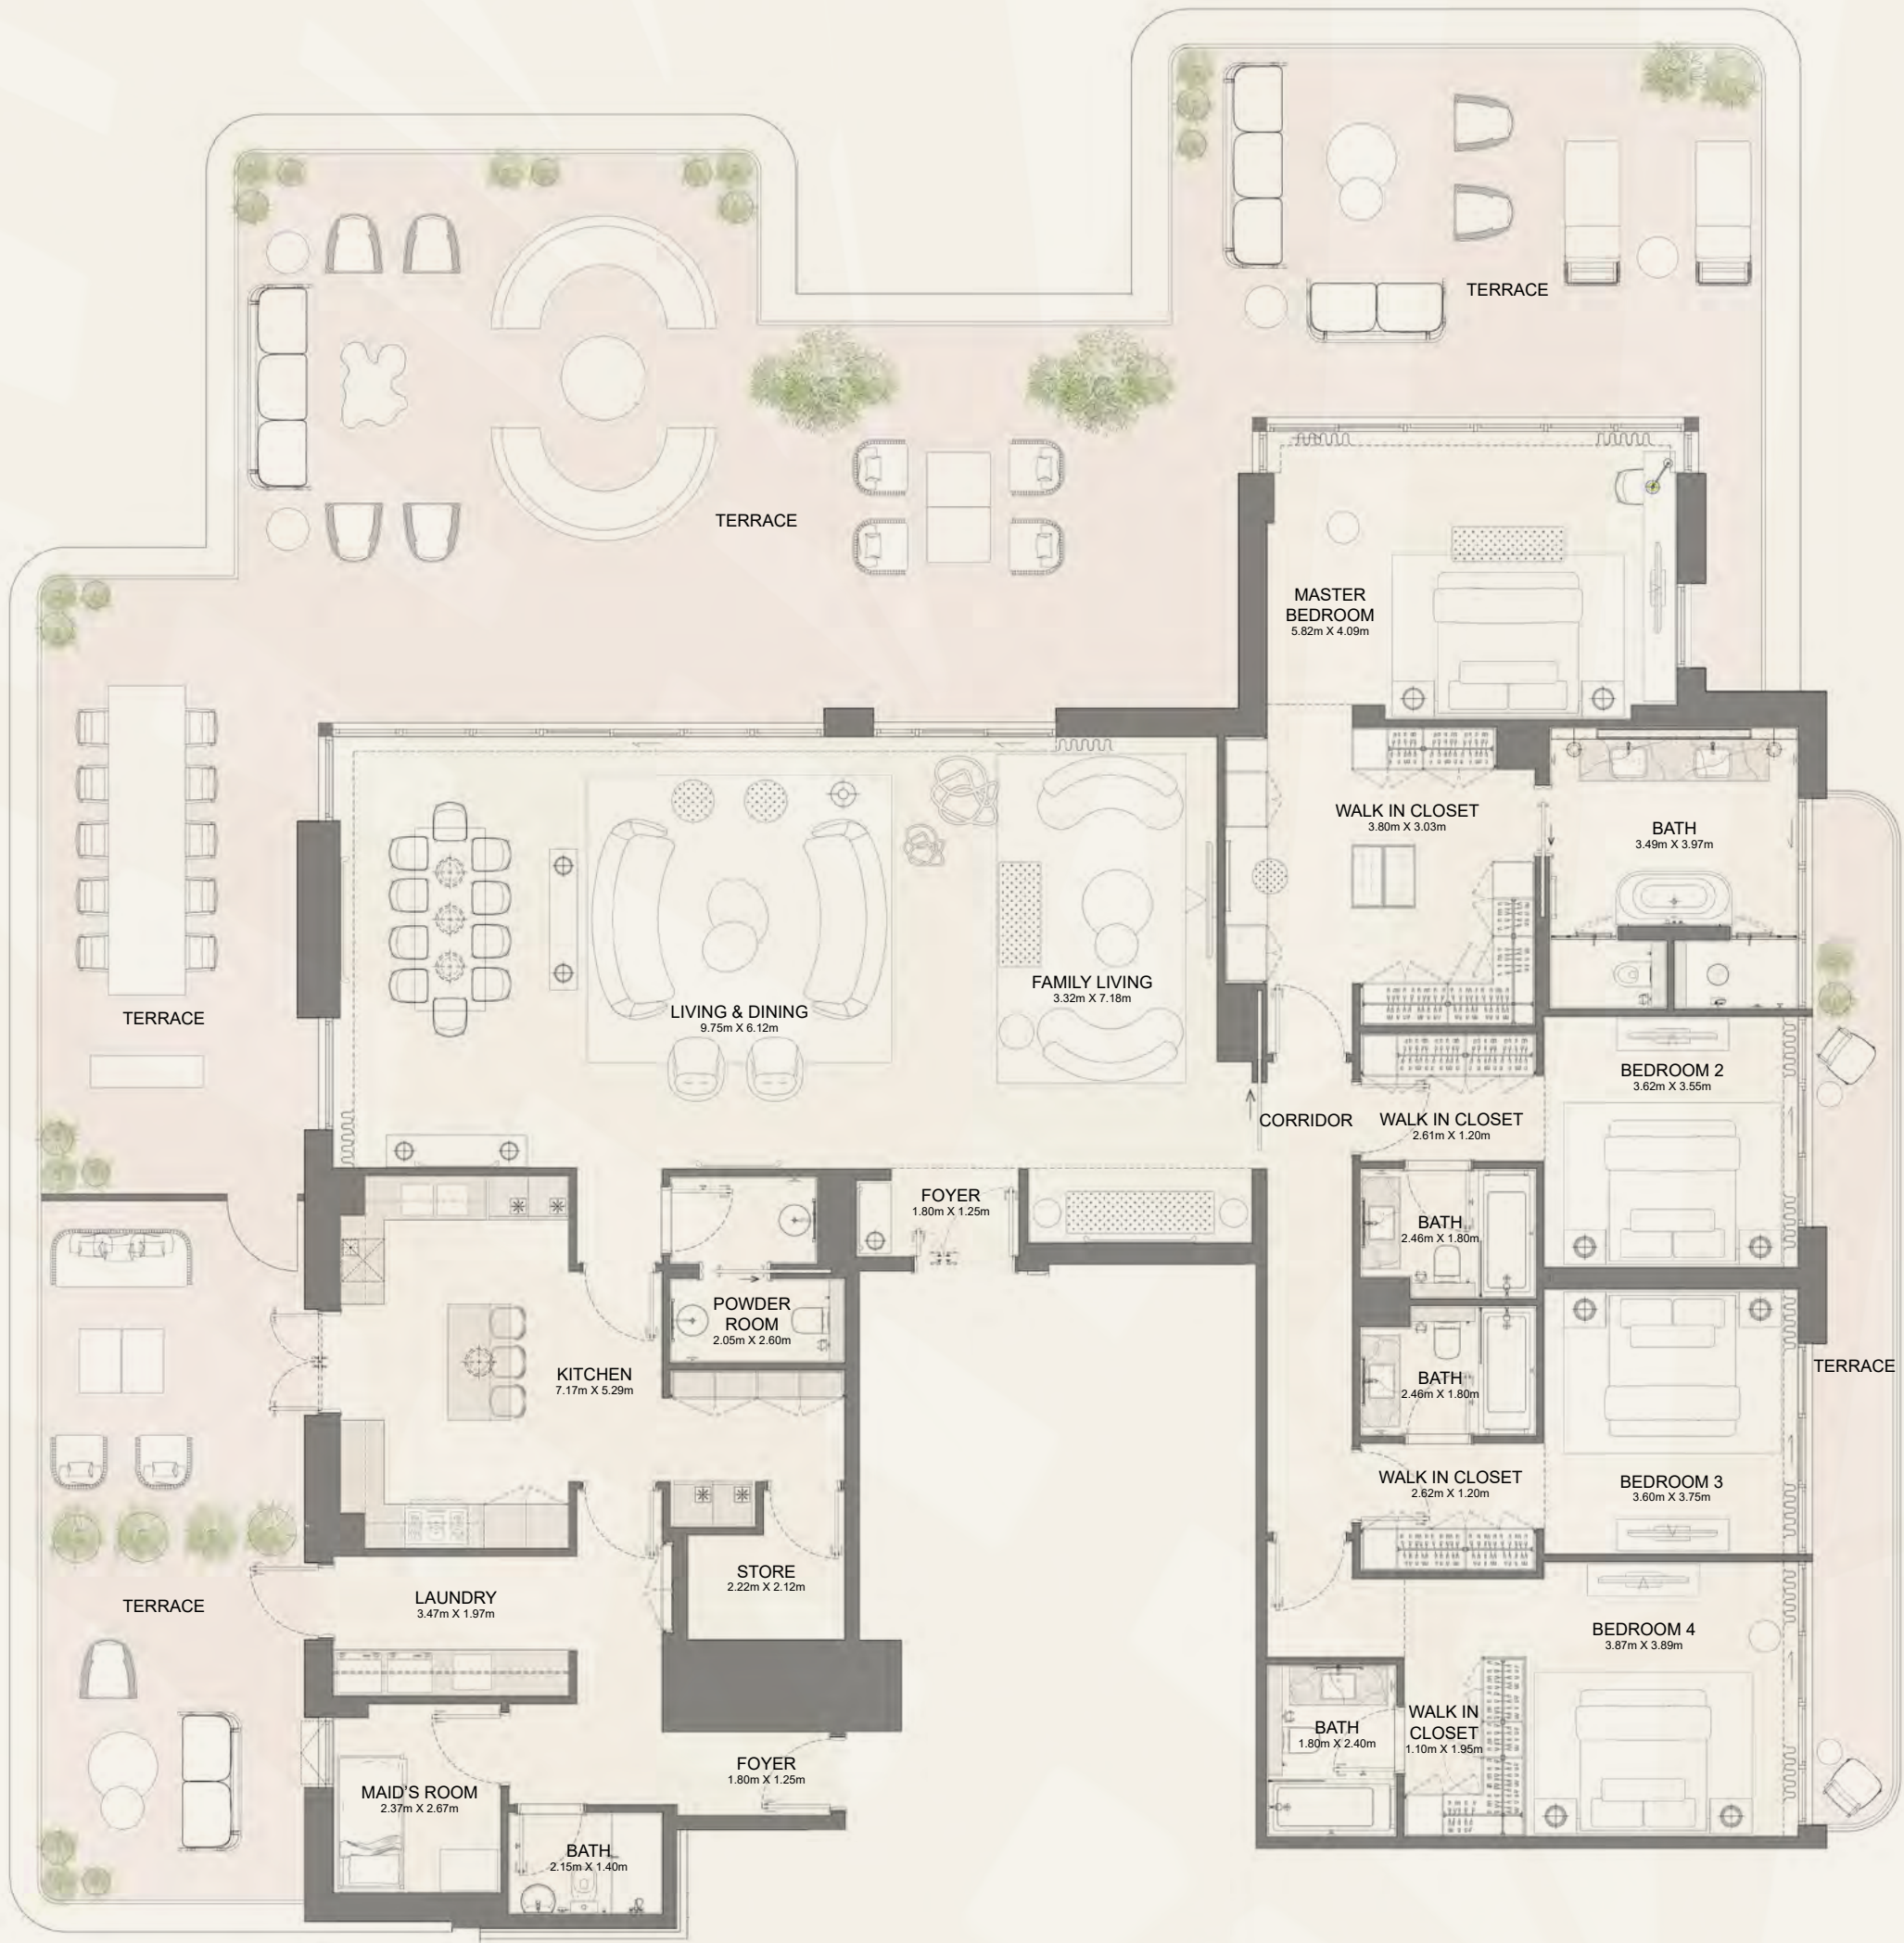 TERRACE
TERRACE
MASTER
BEDROOM
5.82m X 4.09m
WALK IN CLOSET
3.80m X 3.03m
BATH
3.49m X 3.97m
FAMILY LIVING
3.32m X 7.18m
LIVING & DINING
9.75m X 6.12m
TERRACE
BEDROOM 2
3.62m X 3.55m
CORRIDOR
WALK IN CLOSET
2.61m X 1.20m
FOYER
1.80m X 1.25m
BATH
2.46m X 1.80m
POWDER
ROOM
2.05m X 2.60m
KITCHEN
7.17m X 5.29m
BATH
2.46m X 1.80m
TERRACE
WALK IN CLOSET
2.62m X 1.20m
BEDROOM 3
3.60m X 3.75m
STORE
2.22m X 2.12m
LAUNDRY
3.47m X 1.97m
TERRACE
BEDROOM 4
3.87m X 3.89m
WALK IN
CLOSET
1.10m X 1.95m
BATH
1.80m X 2.40m
FOYER
1.80m X 1.25m
MAID'S ROOM
2.37m X 2.67m
BATH
2.15m X 1.40m